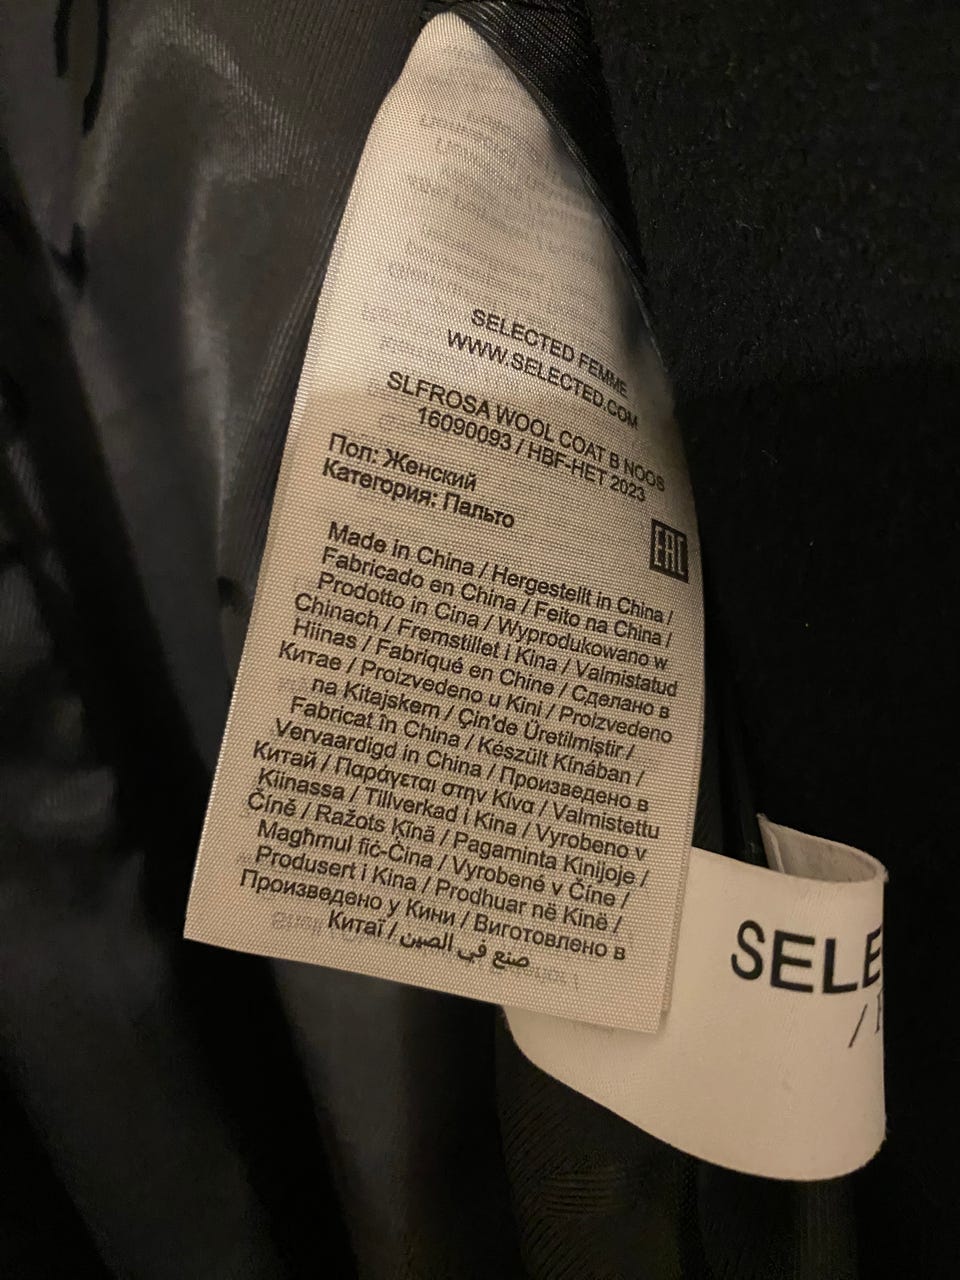 SELECTED FEMME
WWW.SELECTED.COM
SLFROSA WOOL COAT B NOOS
16090093 / HBF-HET 2023
Пол: Женский
Категория: Пальто
EAC
Made in China / Hergestellt in China /
Fabricado en China / Feito na China /
Prodotto in Cina / Wyprodukowano w
Chinach / Fremstillet i Kina / Valmistatud
Hiinas / Fabriqué en Chine / Сделано в
Китае / Proizvedeno u Kini / Proizvedeno
na Kitajskem / Çin'de Üretilmiştir /
Fabricat în China / Készült Kínában /
Vervaardigd in China / Произведено в
Китай / Παράγεται στην Κίνα / Valmistettu
Kiinassa / Tillverkad i Kina / Vyrobeno v
Číně / Ražots Ķīnā / Pagaminta Kinijoje /
Magħmul fiċ-Ċina / Vyrobené v Číne /
Produsert i Kina / Prodhuar në Kinë /
Произведено у Кини / Виготовлено в
Китаї / صنع في الصين
SELE
/ F